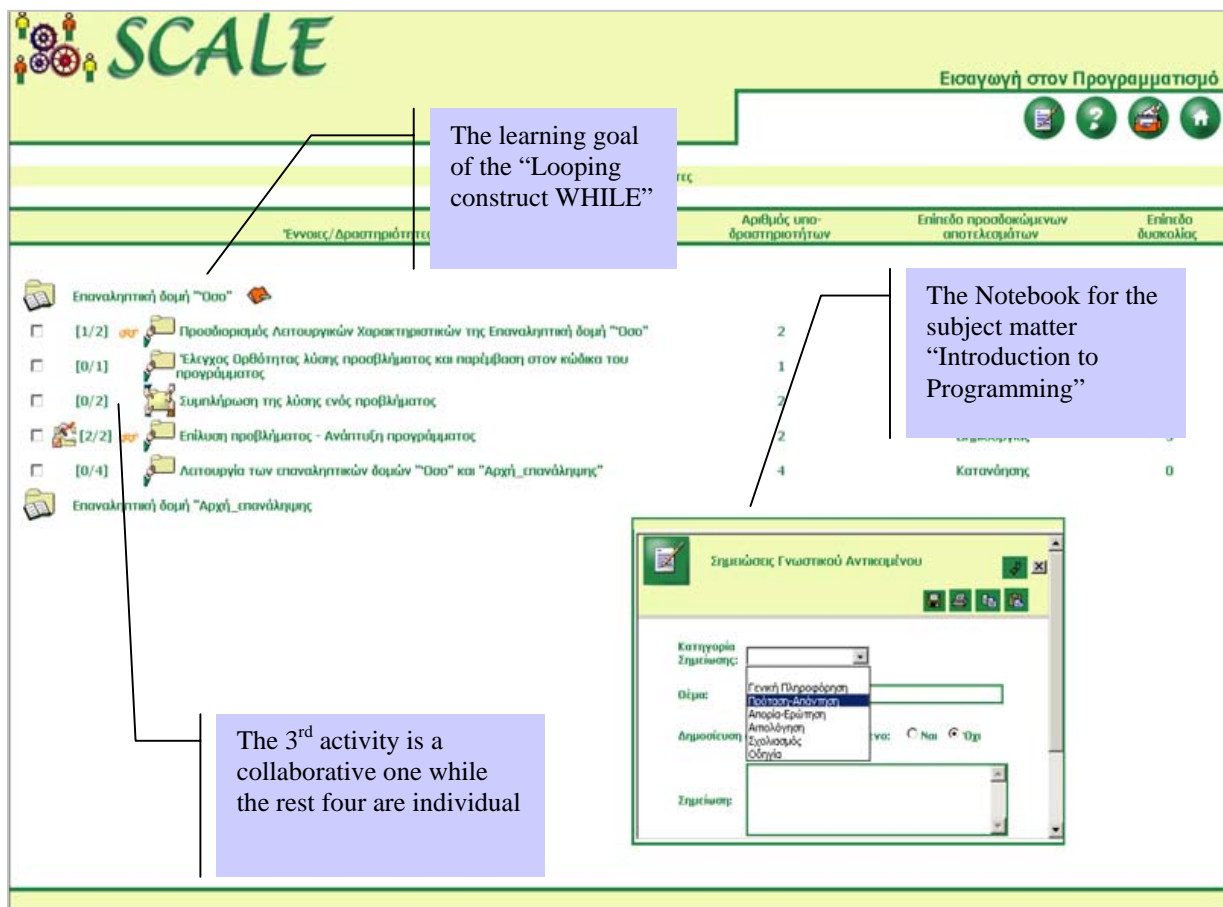 SCALE
Εισαγωγή στον Προγραμματισμό
The learning goal
of the “Looping
construct WHILE”
τες
Έννοιες/Δραστηριότητες
Αριθμός υπο-
δραστηριοτήτων
Επίπεδο προσδοκώμενων
αποτελεσμάτων
Επίπεδο
δυσκολίας
Επαναληπτική δομή "Όσο"
[1/2] Προσδιορισμός Λειτουργικών Χαρακτηριστικών της Επαναληπτική δομή "Όσο" 2
[0/1] Έλεγχος Ορθότητας λύσης προσβλήματος και παρέμβαση στον κώδικα του
προγράμματος 1
[0/2] Συμπλήρωση της λύσης ενός προβλήματος 2
[2/2] Επίλυση προβλήματος - Ανάπτυξη προγράμματος 2
[0/4] Λειτουργία των επαναληπτικών δομών "Όσο" και "Αρχή_επανάληψης" 4 Κατανόησης 0
Επαναληπτική δομή "Αρχή_επανάληψης
The Notebook for the
subject matter
“Introduction to
Programming”
Σημειώσεις Γνωστικού Αντικειμένου
Κατηγορία
Σημείωσης:
Γενική Πληροφόρηση
Πρόταση-Απάντηση
Απορία-Ερώτηση
Αιτιολόγηση
Σχολιασμός
Οδηγία
Θέμα:
Δημοσίευση Ναι Όχι
Σημείωση:
The 3rd activity is a
collaborative one while
the rest four are individual